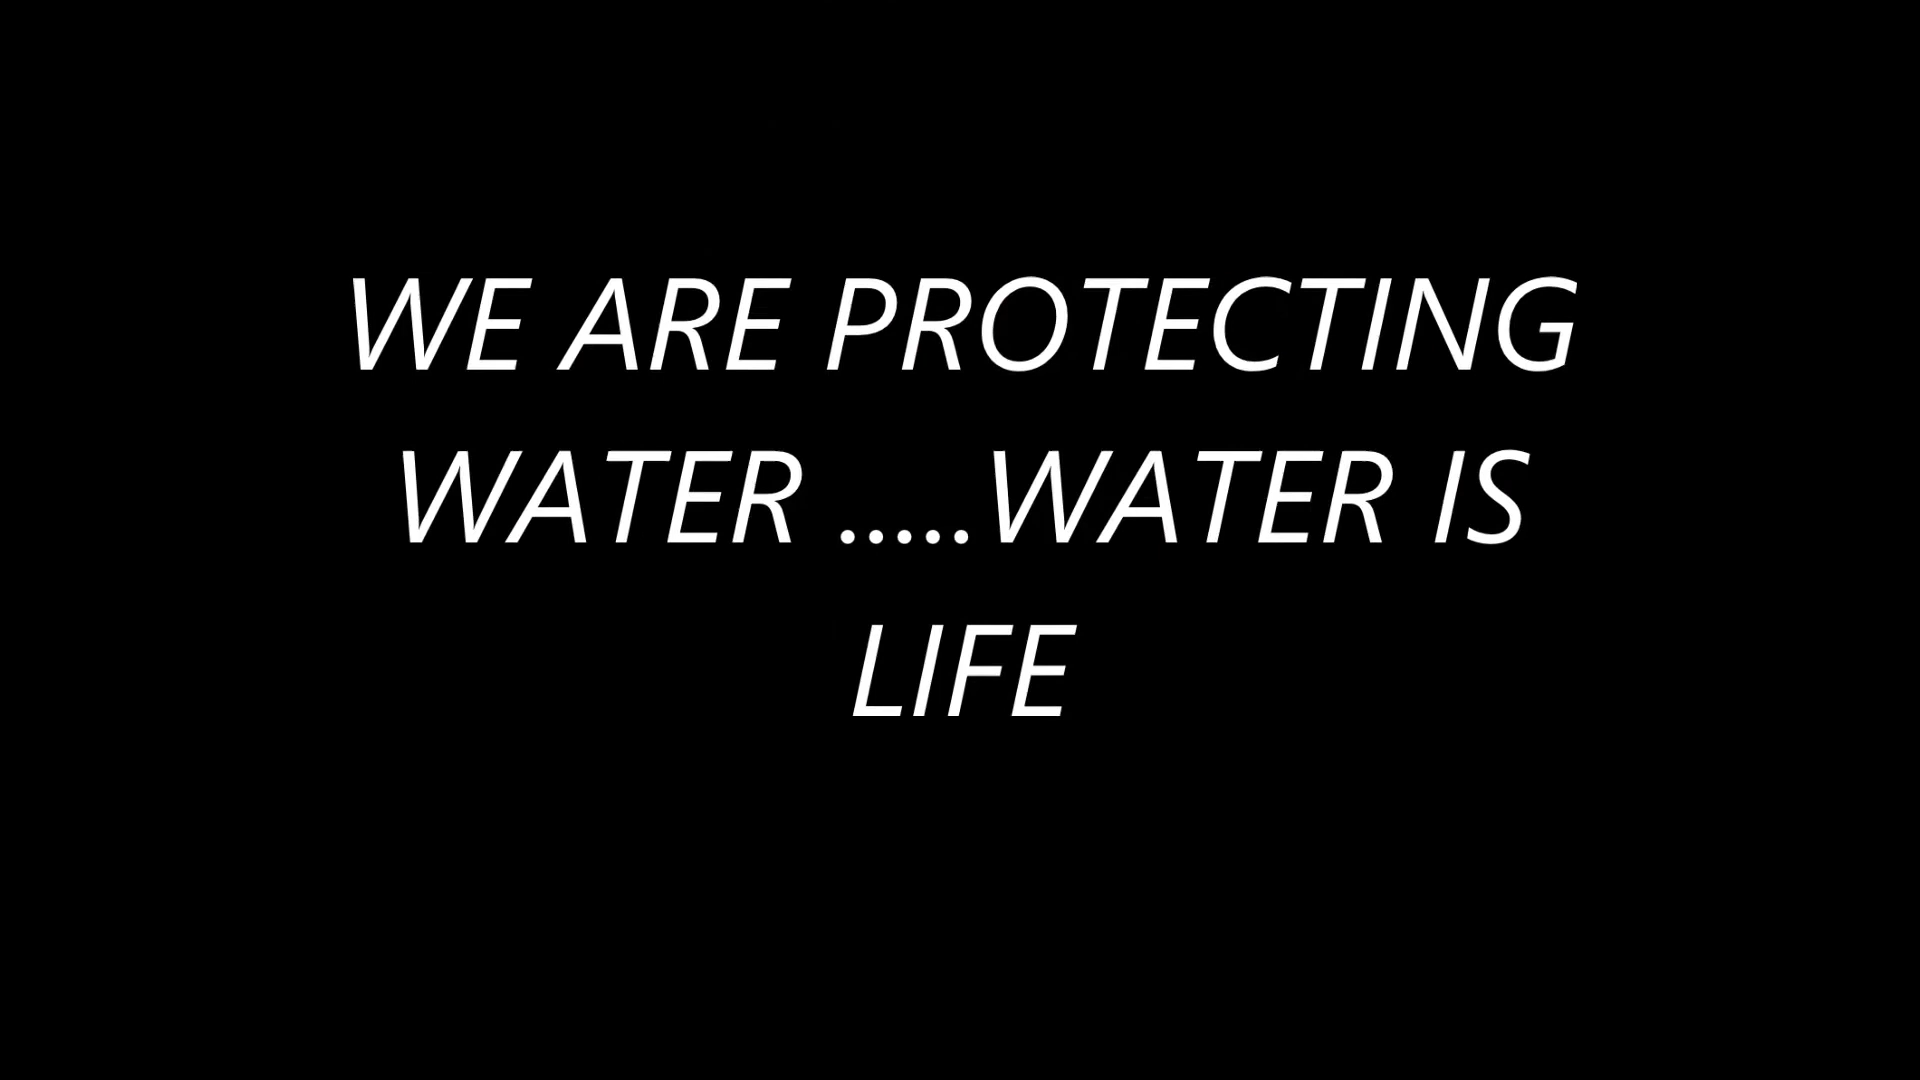 WE ARE PROTECTING
WATER .....WATER IS
LIFE